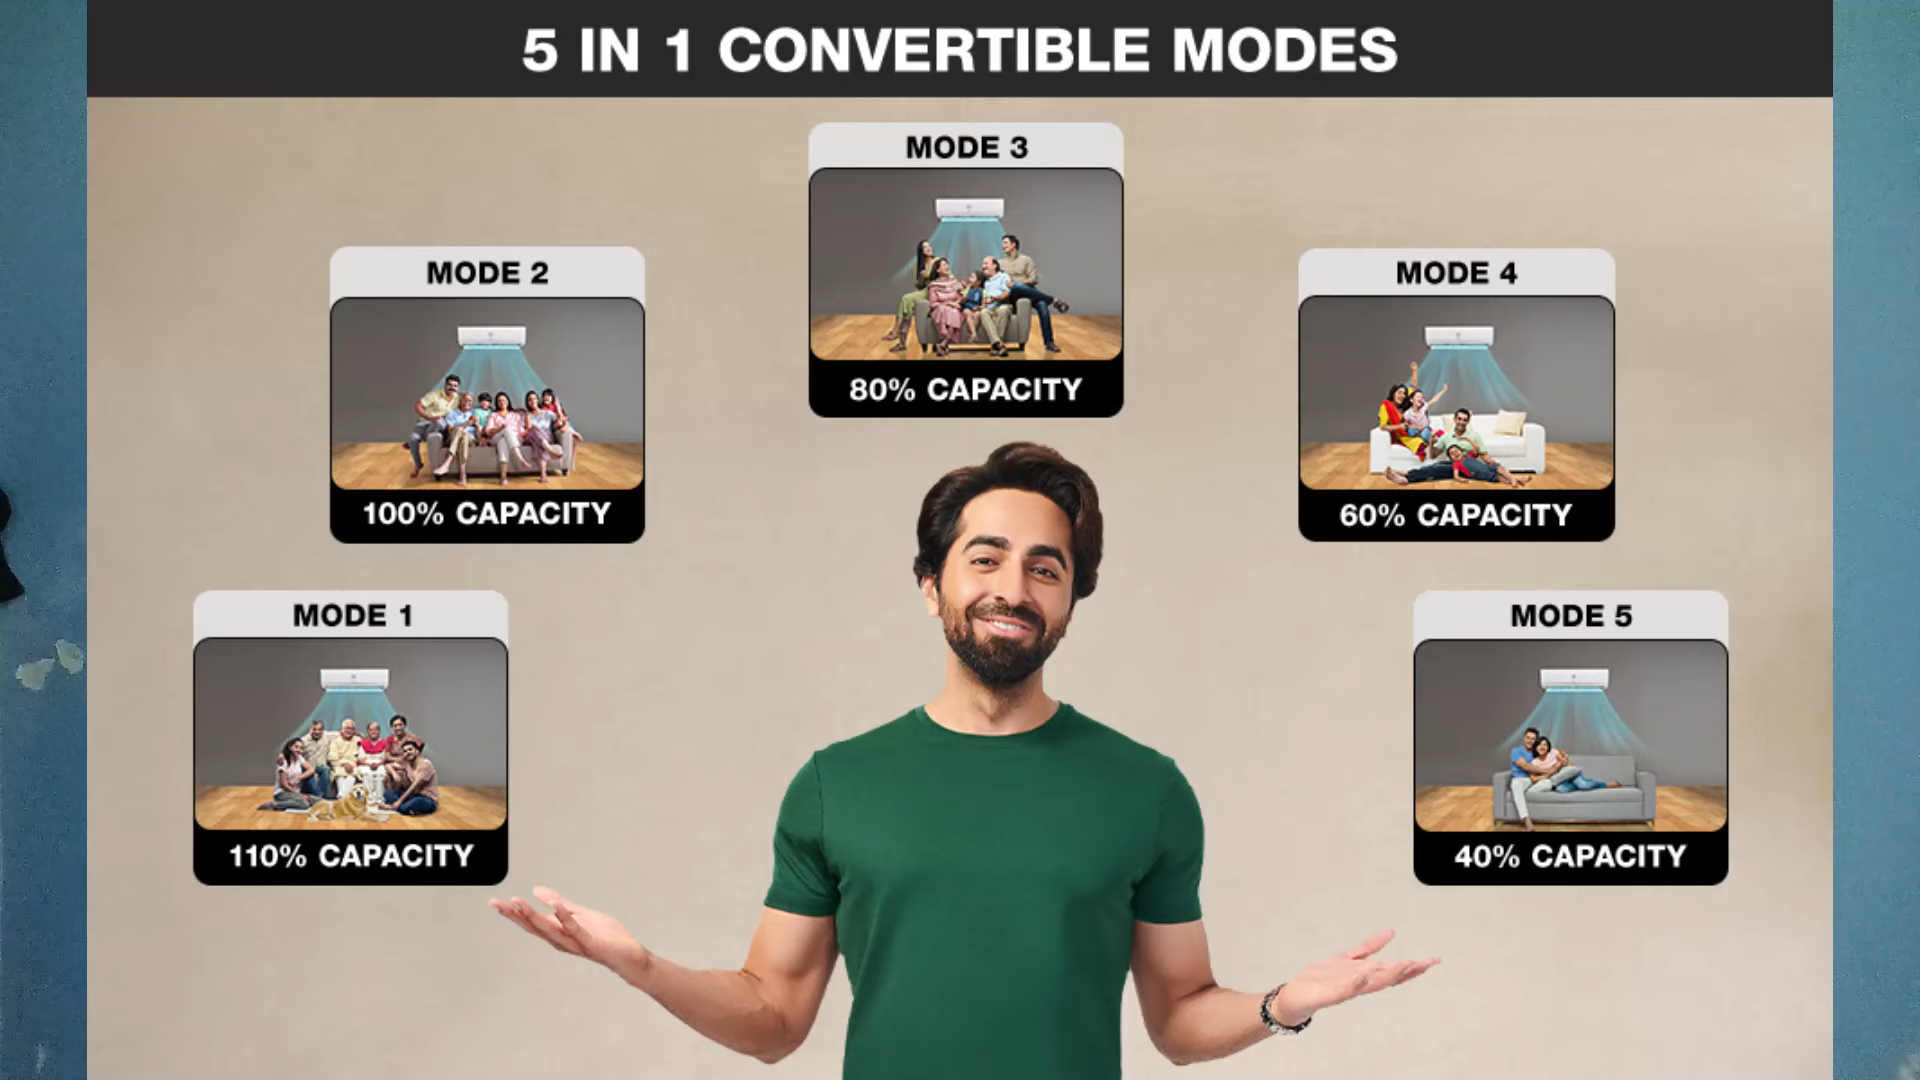 5 IN 1 CONVERTIBLE MODES
MODE 1
110% CAPACITY
MODE 2
100% CAPACITY
MODE 3
80% CAPACITY
MODE 4
60% CAPACITY
MODE 5
40% CAPACITY